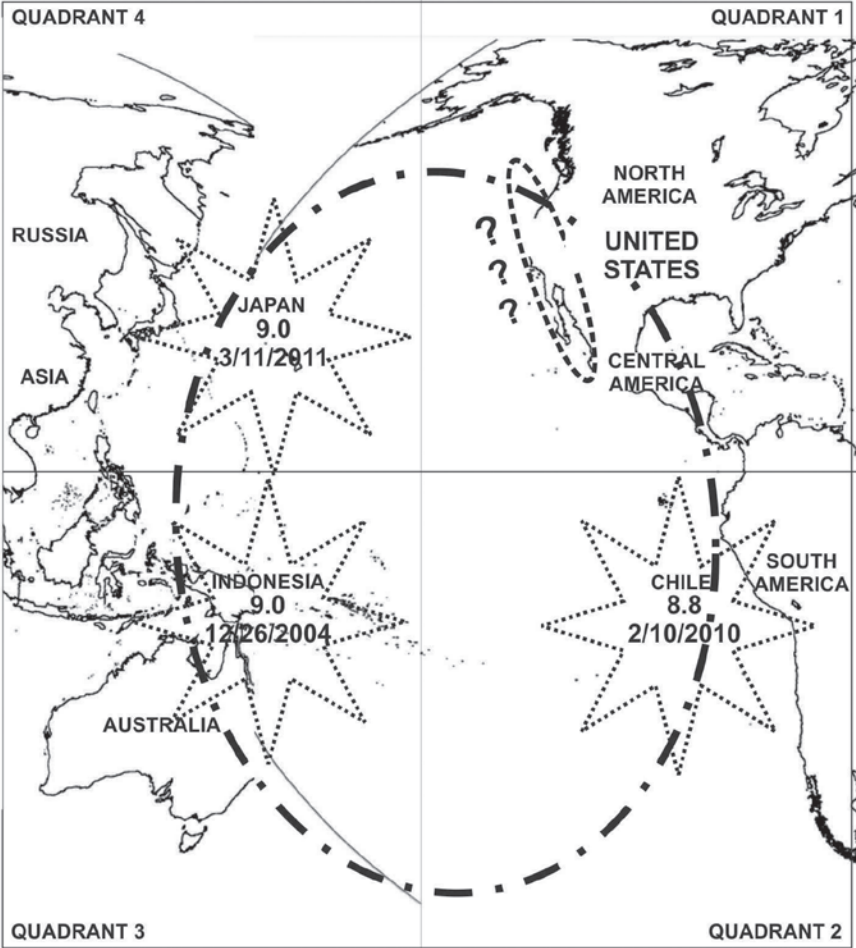 QUADRANT 4
QUADRANT 1
NORTH
AMERICA
RUSSIA
UNITED
STATES
?
?
?
JAPAN
9.0
3/11/2011
ASIA
CENTRAL
AMERICA
INDONESIA
9.0
12/26/2004
CHILE
8.8
2/10/2010
SOUTH
AMERICA
AUSTRALIA
QUADRANT 3
QUADRANT 2